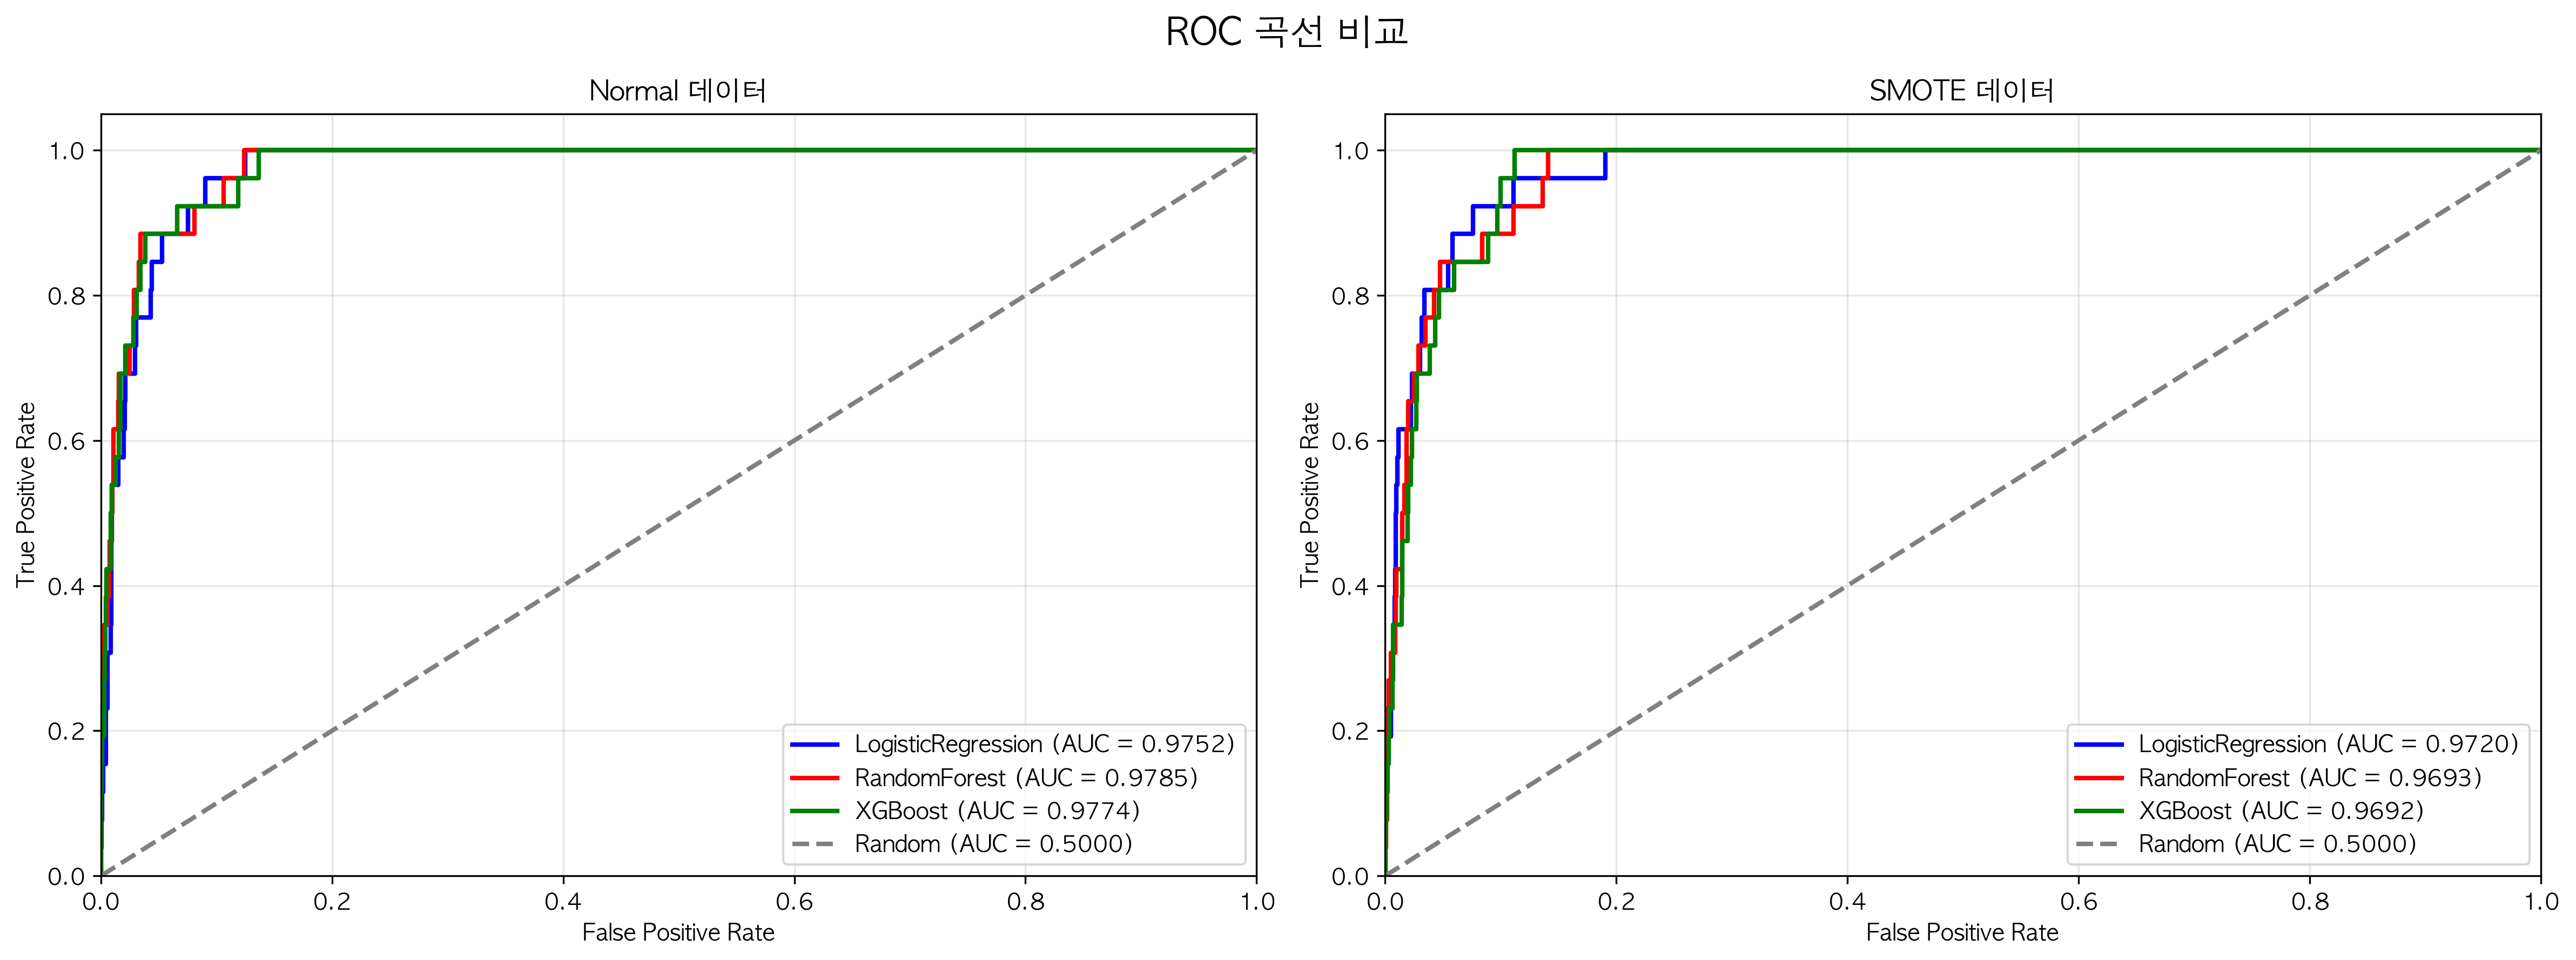 ROC 곡선 비교
Normal 데이터
True Positive Rate
1.0
0.8
0.6
0.4
0.2
0.0
0.0 0.2 0.4 0.6 0.8 1.0
False Positive Rate
LogisticRegression (AUC = 0.9752)
RandomForest (AUC = 0.9785)
XGBoost (AUC = 0.9774)
Random (AUC = 0.5000)
SMOTE 데이터
True Positive Rate
1.0
0.8
0.6
0.4
0.2
0.0
0.0 0.2 0.4 0.6 0.8 1.0
False Positive Rate
LogisticRegression (AUC = 0.9720)
RandomForest (AUC = 0.9693)
XGBoost (AUC = 0.9692)
Random (AUC = 0.5000)